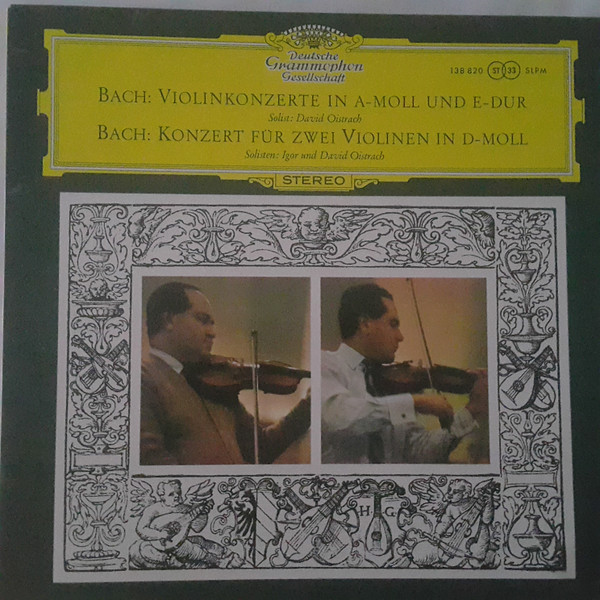 Deutsche
Grammophon
Gesellschaft
138 820 ST 33 SLPM
BACH: VIOLINKONZERTE IN A-MOLL UND E-DUR
Solist: David Oistrach
BACH: KONZERT FÜR ZWEI VIOLINEN IN D-MOLL
Solisten: Igor und David Oistrach
STEREO
H G